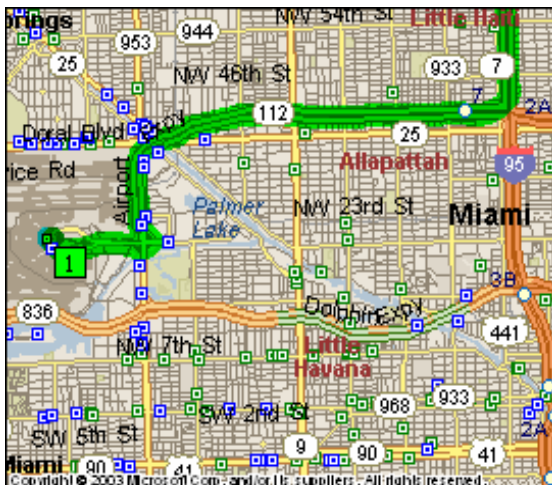 NW 54th St
Little Haiti
944
prings
953
25
NW 46th St
933
7
112
7
2A
Doral Blvd
Expy
25
95
Allapattah
rice Rd
Airport
Palmer
Lake
NW 23rd St
Miami
1
3B
836
Dolphin Expy
441
NW 7th St
Little
Havana
968
933
SW 2nd St
2A
SW 5th St
9
Miami
90
41
90
41
Copyright © 2003 Microsoft Corp. and/or its suppliers. All rights reserved.